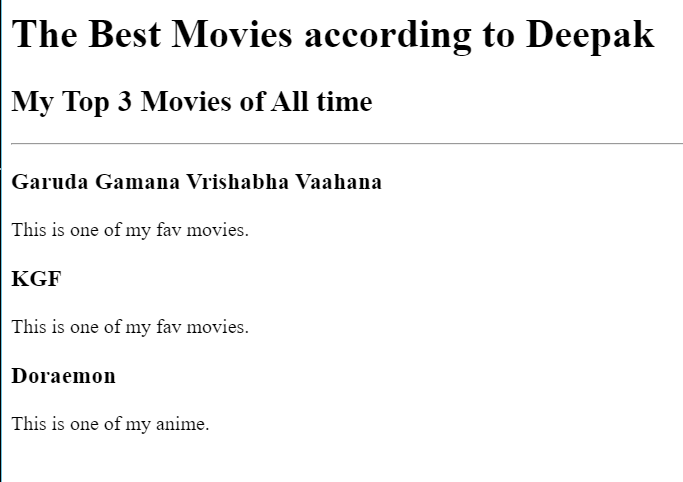 The Best Movies according to Deepak
My Top 3 Movies of All time
Garuda Gamana Vrishabha Vaahana
This is one of my fav movies.
KGF
This is one of my fav movies.
Doraemon
This is one of my anime.